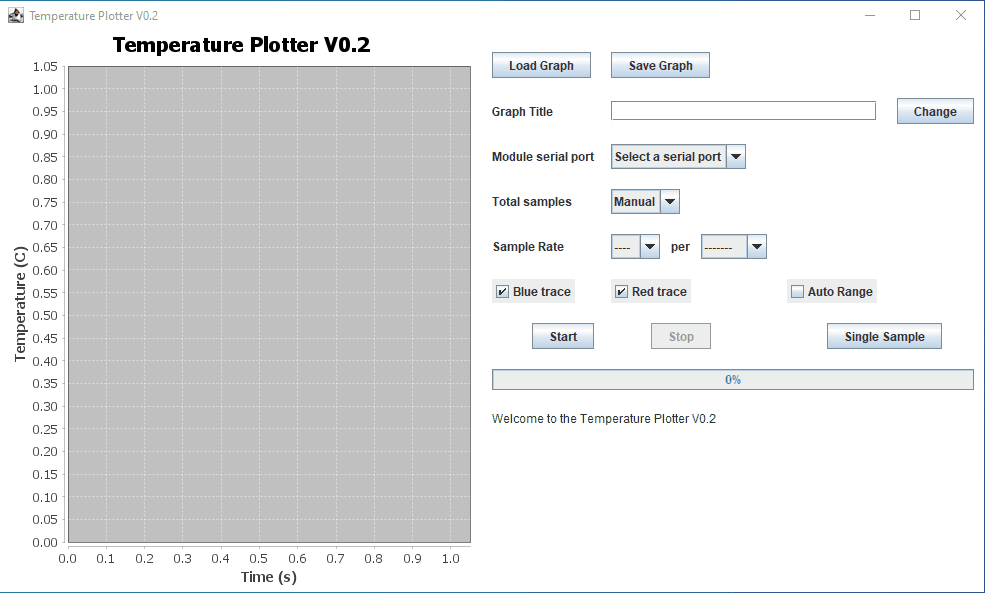 Temperature Plotter V0.2
Temperature Plotter V0.2
1.05
1.00
0.95
0.90
0.85
0.80
0.75
0.70
0.65
0.60
0.55
0.50
0.45
0.40
0.35
0.30
0.25
0.20
0.15
0.10
0.05
0.00
Temperature (C)
0.0 0.1 0.2 0.3 0.4 0.5 0.6 0.7 0.8 0.9 1.0
Time (s)
Load Graph Save Graph
Graph Title Change
Module serial port Select a serial port
Total samples Manual
Sample Rate ---- per -------
Blue trace Red trace Auto Range
Start Stop Single Sample
0%
Welcome to the Temperature Plotter V0.2